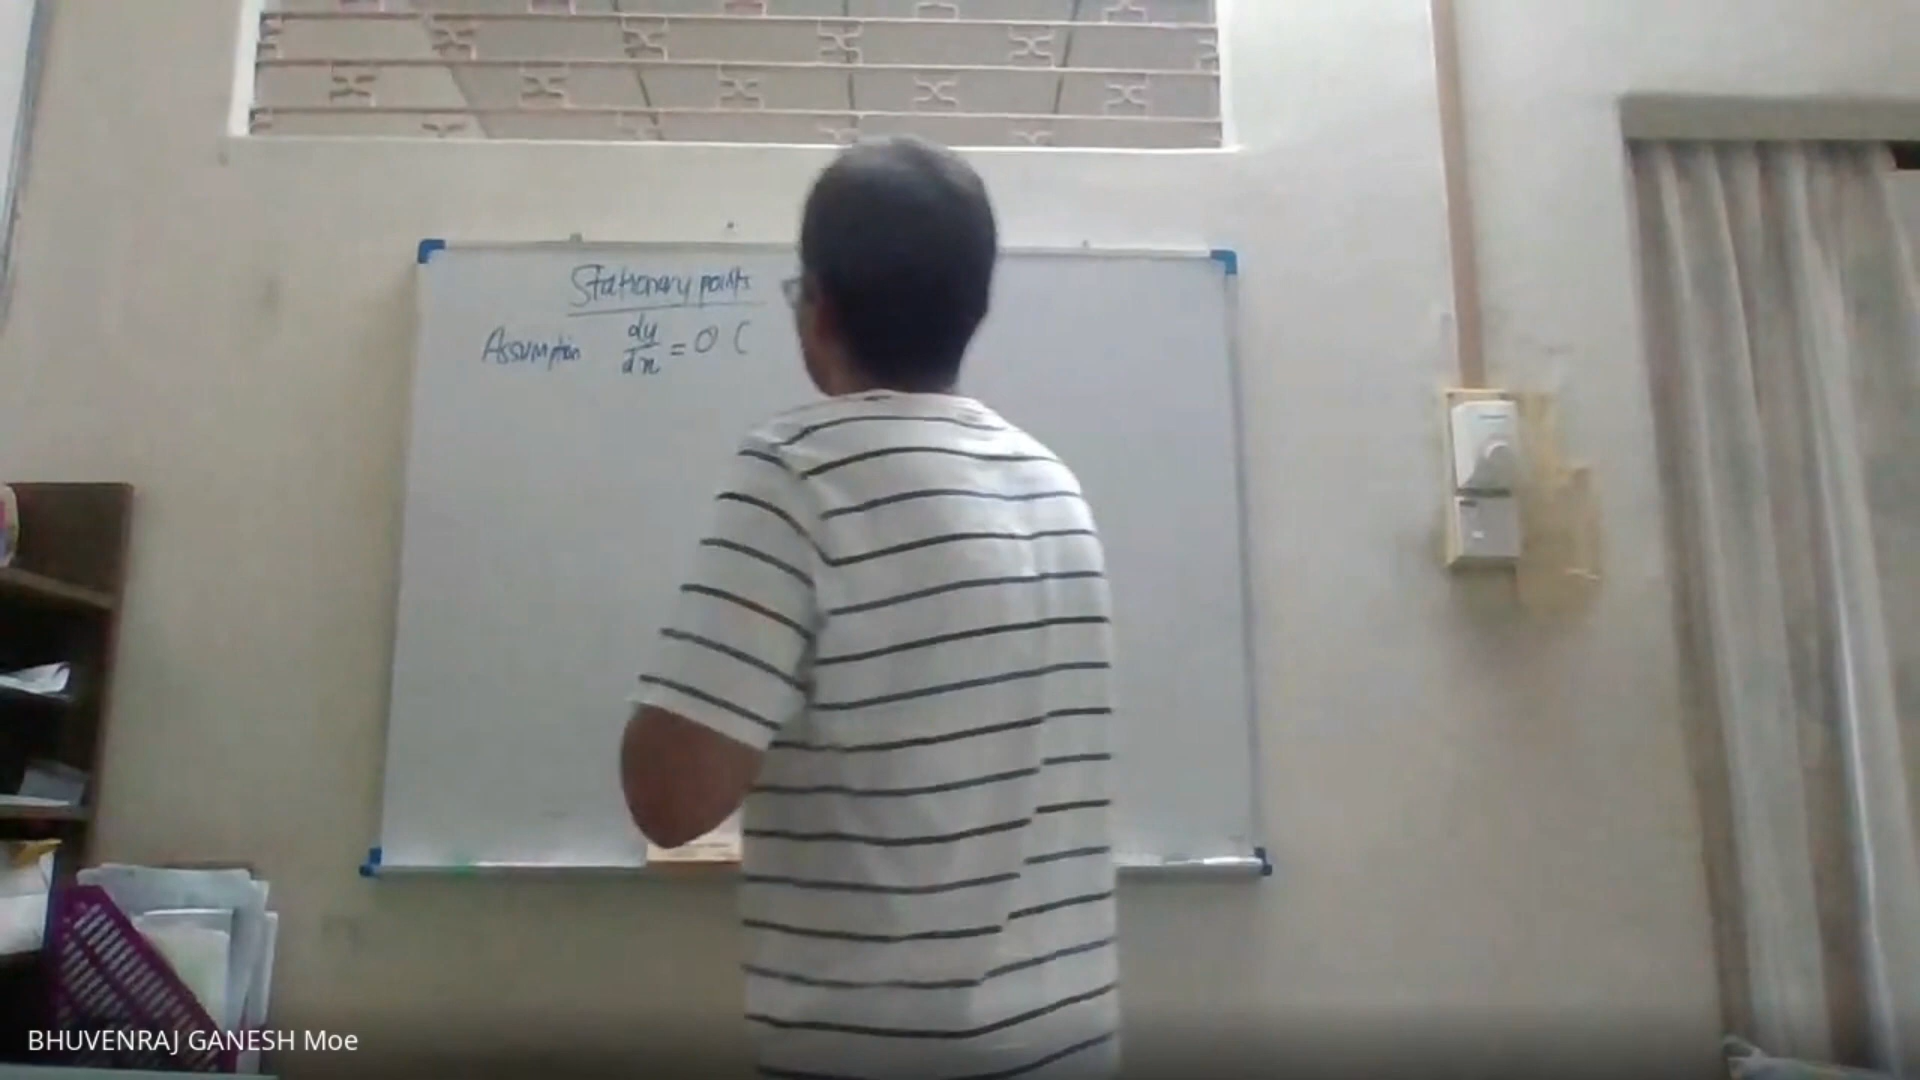 Stationary points
Assumption dy/dx = 0 (
BHUVENRAJ GANESH Moe